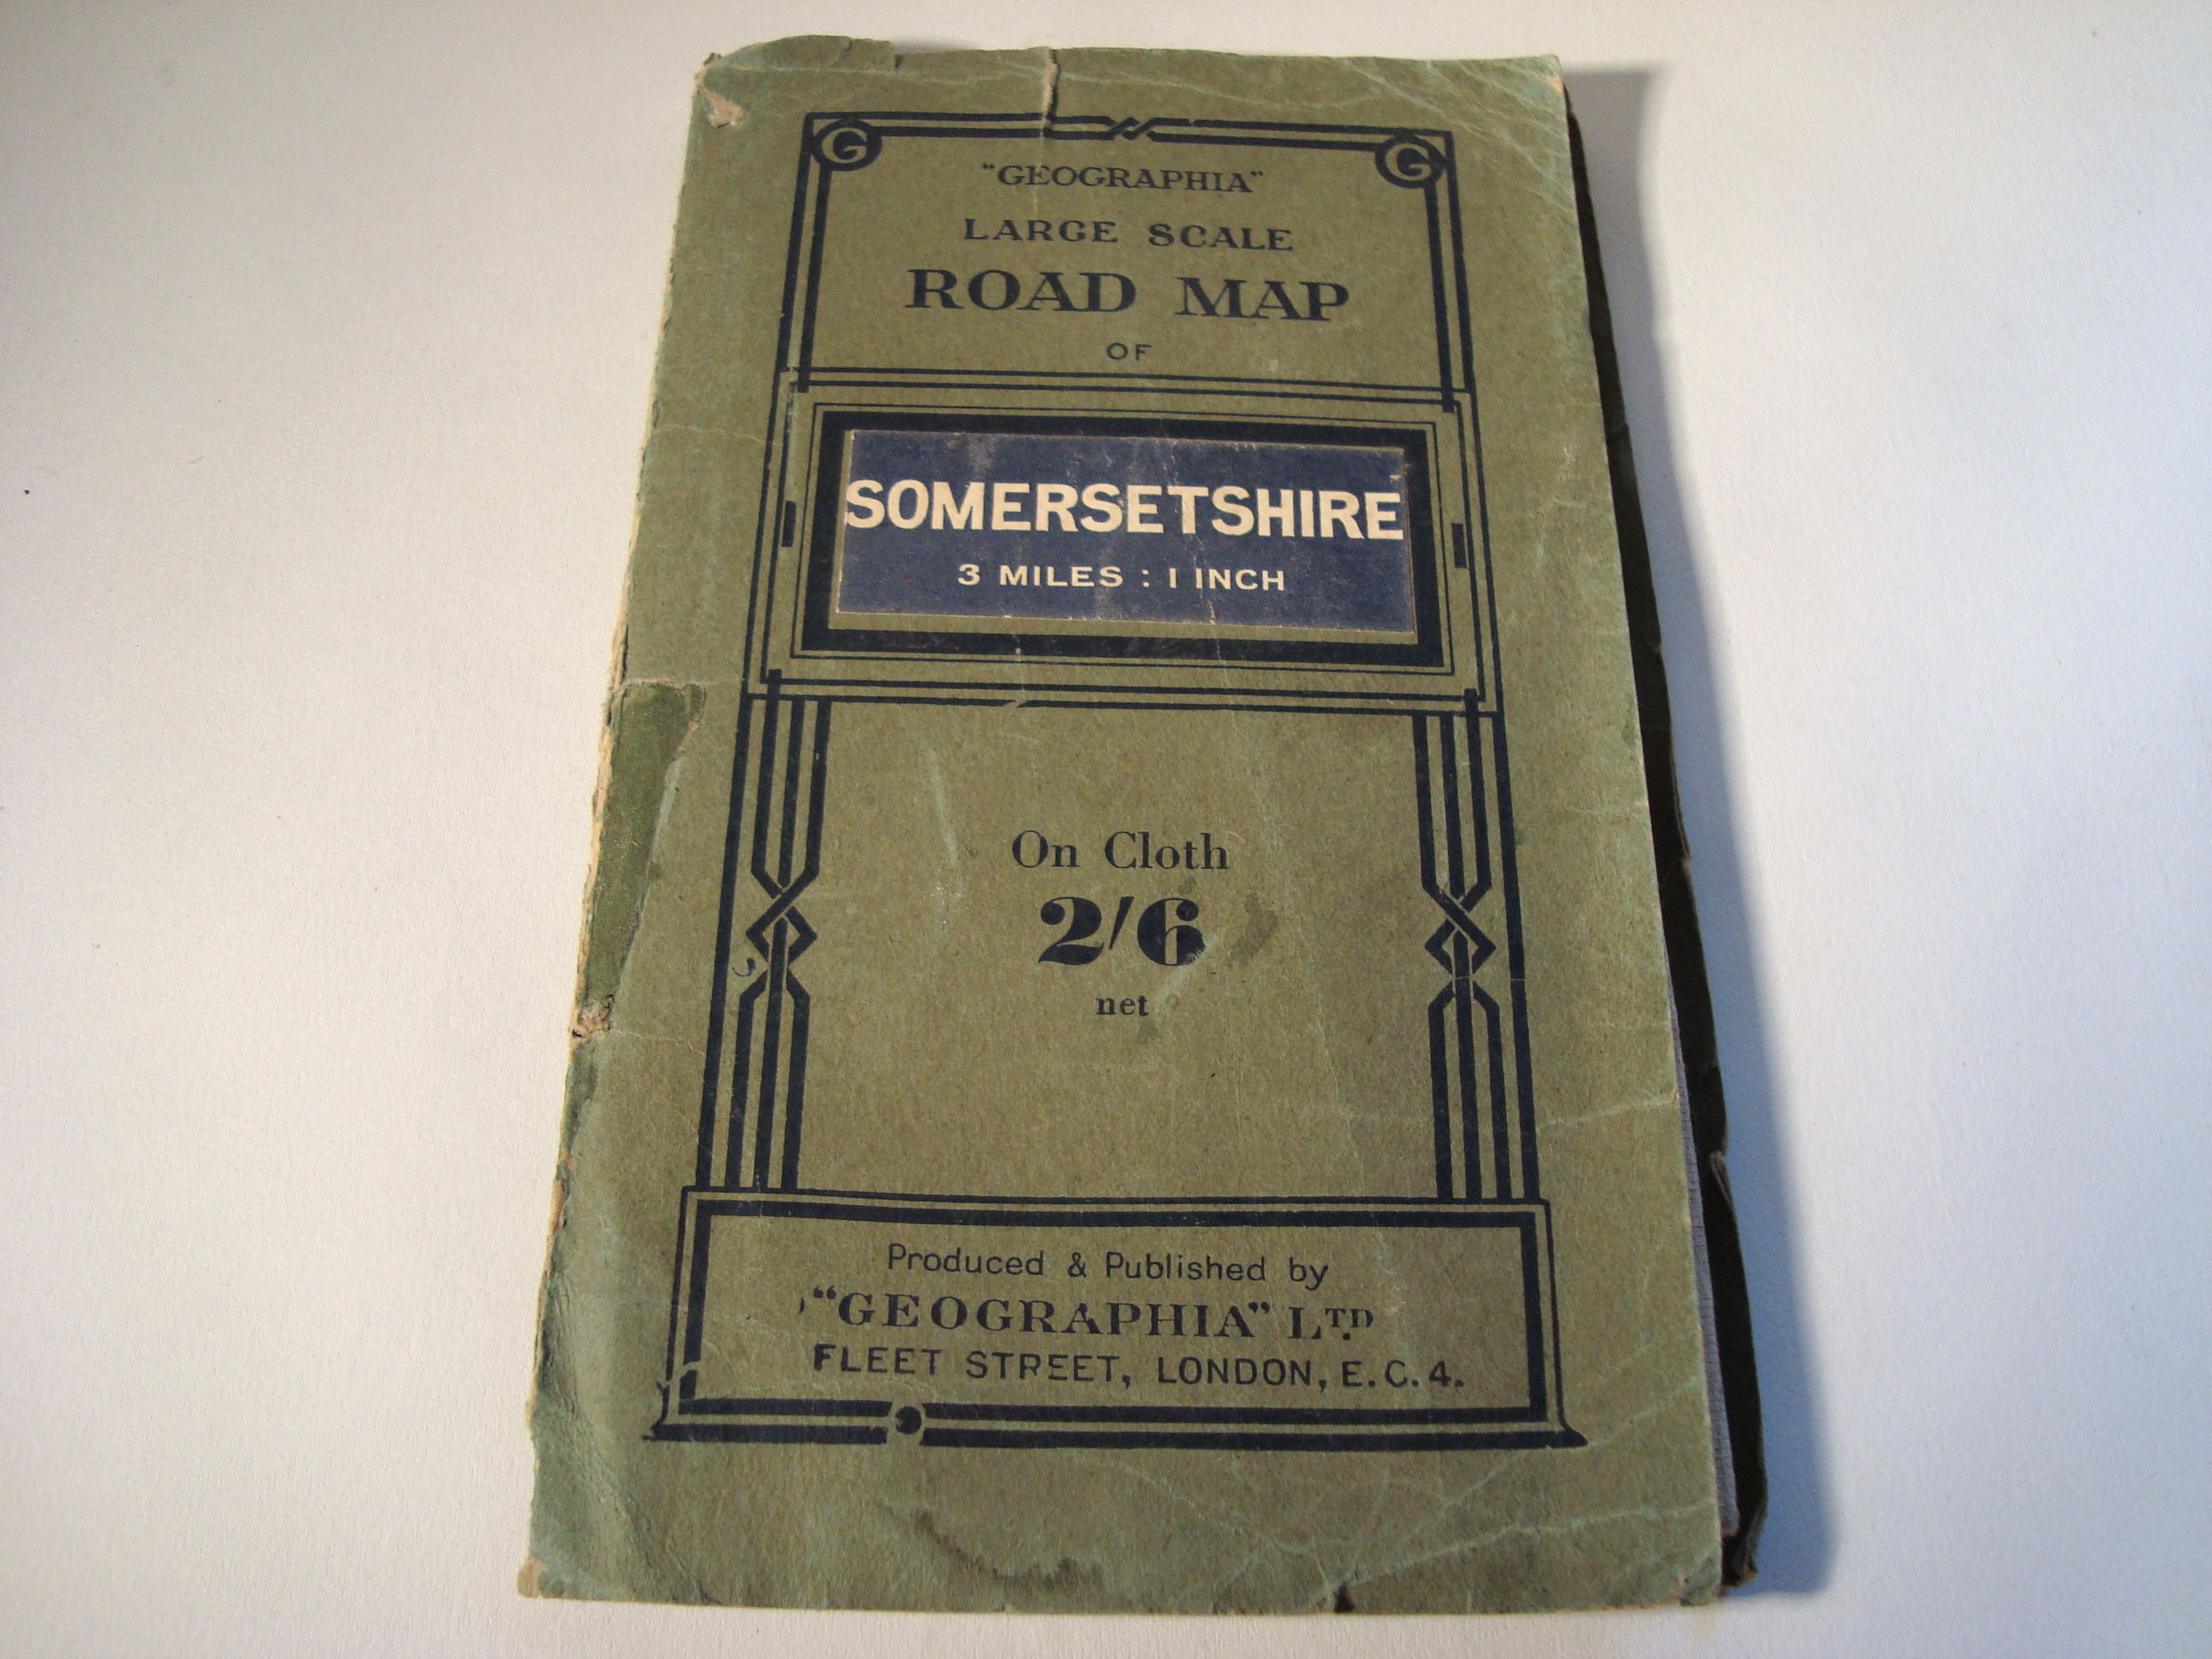 G G
"GEOGRAPHIA"
LARGE SCALE
ROAD MAP
OF
SOMERSETSHIRE
3 MILES : 1 INCH
On Cloth
2/6
net
Produced & Published by
"GEOGRAPHIA" LTD
FLEET STREET, LONDON, E.C.4.